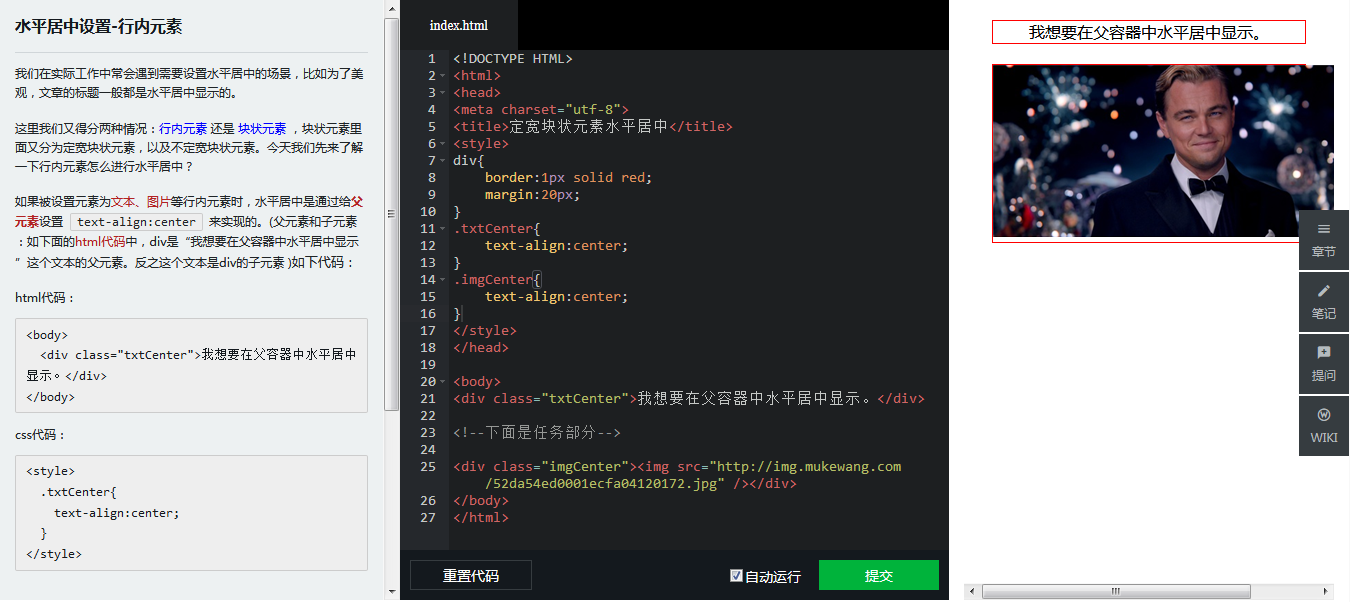 水平居中设置-行内元素
我们在实际工作中常会遇到需要设置水平居中的场景，比如为了美
观，文章的标题一般都是水平居中显示的。
这里我们又得分两种情况：行内元素 还是 块状元素 ，块状元素里
面又分为定宽块状元素，以及不定宽块状元素。今天我们先来了解
一下行内元素怎么进行水平居中？
如果被设置元素为文本、图片等行内元素时，水平居中是通过给父
元素设置 text-align:center 来实现的。(父元素和子元素
：如下面的html代码中，div是“我想要在父容器中水平居中显示
”这个文本的父元素。反之这个文本是div的子元素 )如下代码：
html代码：
<body>
<div class="txtCenter">我想要在父容器中水平居中
显示。</div>
</body>
css代码：
<style>
.txtCenter{
text-align:center;
}
</style>
index.html
1 <!DOCTYPE HTML>
2 <html>
3 <head>
4 <meta charset="utf-8">
5 <title>定宽块状元素水平居中</title>
6 <style>
7 div{
8 border:1px solid red;
9 margin:20px;
10 }
11 .txtCenter{
12 text-align:center;
13 }
14 .imgCenter{
15 text-align:center;
16 }
17 </style>
18 </head>
19
20 <body>
21 <div class="txtCenter">我想要在父容器中水平居中显示。</div>
22
23 <!--下面是任务部分-->
24
25 <div class="imgCenter"><img src="http://img.mukewang.com
/52da54ed0001ecfa04120172.jpg" /></div>
26 </body>
27 </html>
重置代码
自动运行
提交
我想要在父容器中水平居中显示。
章节
笔记
提问
WIKI